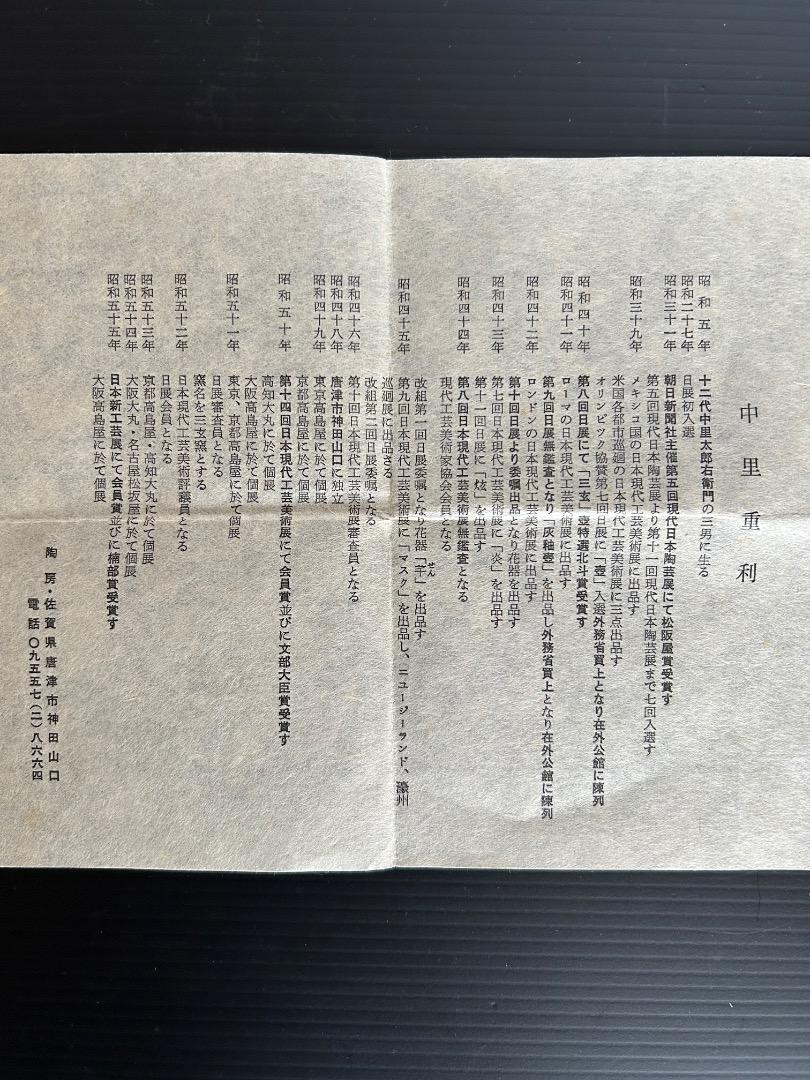 中里重利
昭和五年 十二代中里太郎右衛門の三男に生る
昭和二十七年 日展初入選
昭和三十一年 朝日新聞社主催第五回現代日本陶芸展にて松阪屋賞受賞す
第五回現代日本陶芸展より第十一回現代日本陶芸展まで七回入選す
昭和三十九年 メキシコ国の日本現代工芸美術展に出品す
米国各都市巡廻の日本現代工芸美術展に三点出品す
オリンピック協賛第七回日展に「壺」入選外務省買上となり在外公館に陳列
昭和四十年 第八回日展にて「三玄」壺特選北斗賞受賞す
昭和四十一年 ローマの日本現代工芸美術展に出品す
第九回日展無鑑査となり「灰釉壺」を出品し外務省買上となり在外公館に陳列
昭和四十二年 ロンドンの日本現代工芸美術展に出品す
第十回日展より委嘱出品となり花器を出品す
昭和四十三年 第七回日本現代工芸美術展に「炎」を出品す
第十一回日展に「炫」を出品す
昭和四十四年 第八回日本現代工芸美術展無鑑査となる
現代工芸美術家協会会員となる
改組第一回日展委嘱となり花器「芉」を出品す
せん
昭和四十五年 第九回日本現代工芸美術展に「マスク」を出品し、ニュージーランド、濠州
巡廻展に出品さる
改組第二回日展委嘱となる
昭和四十六年 第十回日本現代工芸美術展審査員となる
昭和四十八年 唐津市神田山口に独立
昭和四十九年 東京高島屋に於て個展
京都高島屋に於て個展
昭和五十年 第十四回日本現代工芸美術展にて会員賞並びに文部大臣賞受賞す
高知大丸に於て個展
大阪高島屋に於て個展
昭和五十一年 東京、京都高島屋に於て個展
日展審査員となる
窯名を三玄窯とする
昭和五十二年 日本現代工芸美術評議員となる
日展会員となる
昭和五十三年 京都高島屋・高知大丸に於て個展
昭和五十四年 大阪大丸・名古屋松坂屋に於て個展
昭和五十五年 日本新工芸展にて会員賞並びに楠部賞受賞す
大阪高島屋に於て個展
陶房・佐賀県唐津市神田山口
電話 〇九五五七(二)八六六四